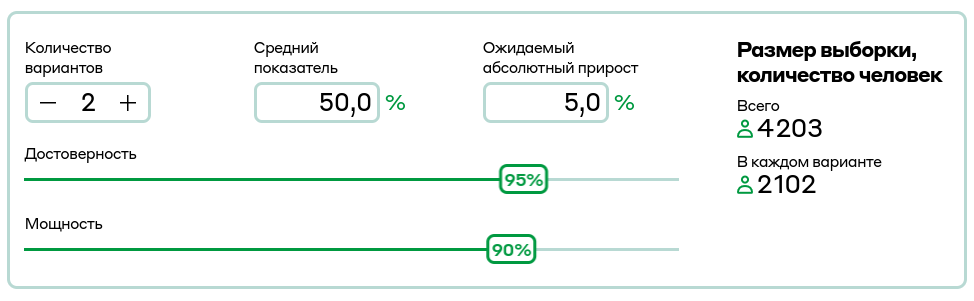 Количество
вариантов
− 2 +
Средний
показатель
50,0 %
Ожидаемый
абсолютный прирост
5,0 %
Достоверность
95%
Мощность
90%
Размер выборки,
количество человек
Всего
4203
В каждом варианте
2102